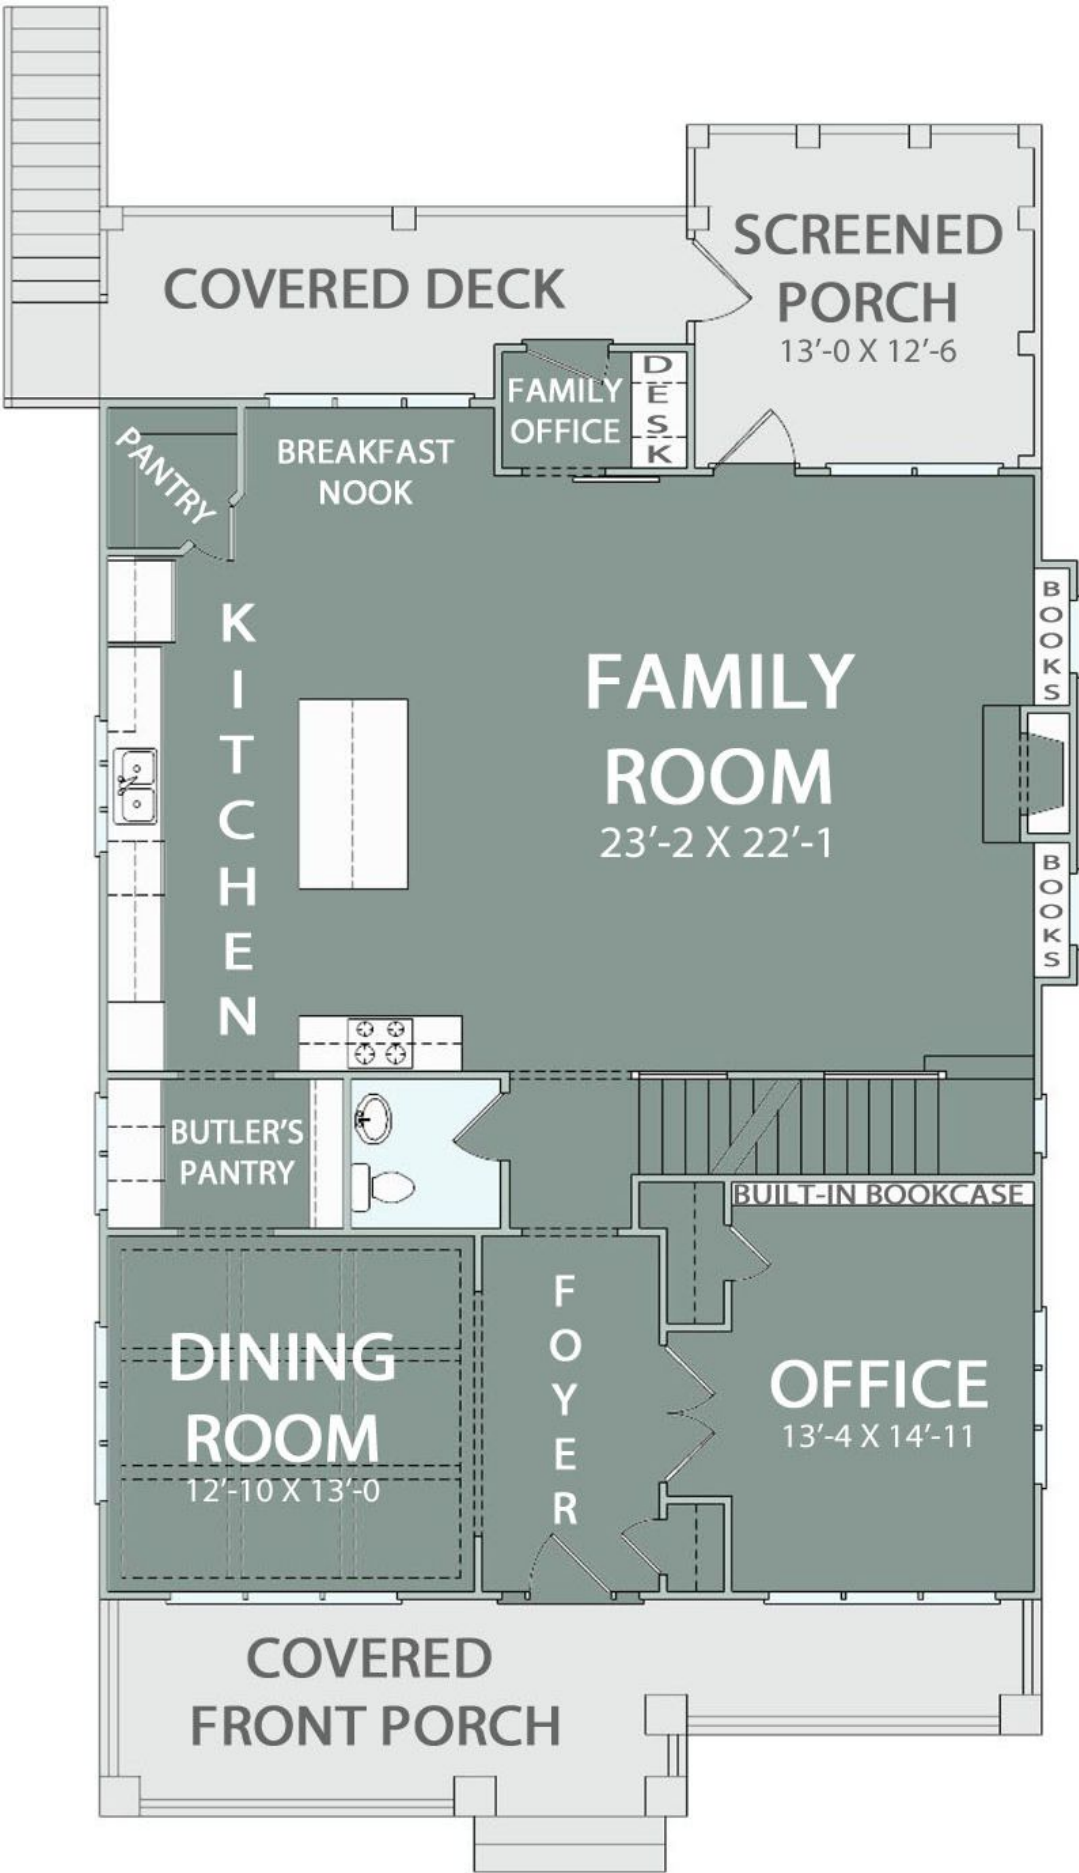 SCREENED
PORCH
13'-0 X 12'-6
COVERED DECK
FAMILY
OFFICE
DESK
PANTRY
BREAKFAST
NOOK
KITCHEN
FAMILY
ROOM
23'-2 X 22'-1
BOOKS
BOOKS
BUTLER'S
PANTRY
BUILT-IN BOOKCASE
DINING
ROOM
12'-10 X 13'-0
FOYER
OFFICE
13'-4 X 14'-11
COVERED
FRONT PORCH